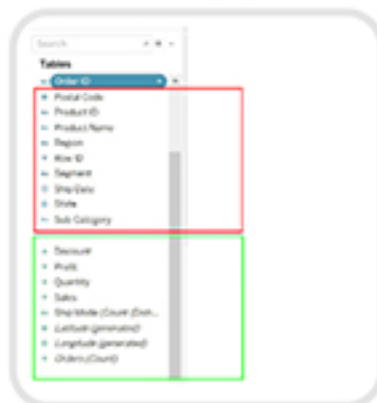 Search
Tables
Order ID
Postal Code
Product ID
Product Name
Region
Row ID
Segment
Ship Date
State
Sub Category
Discount
Profit
Quantity
Sales
Ship Mode (Count (Distin...
Latitude (generated)
Longitude (generated)
Orders (Count)